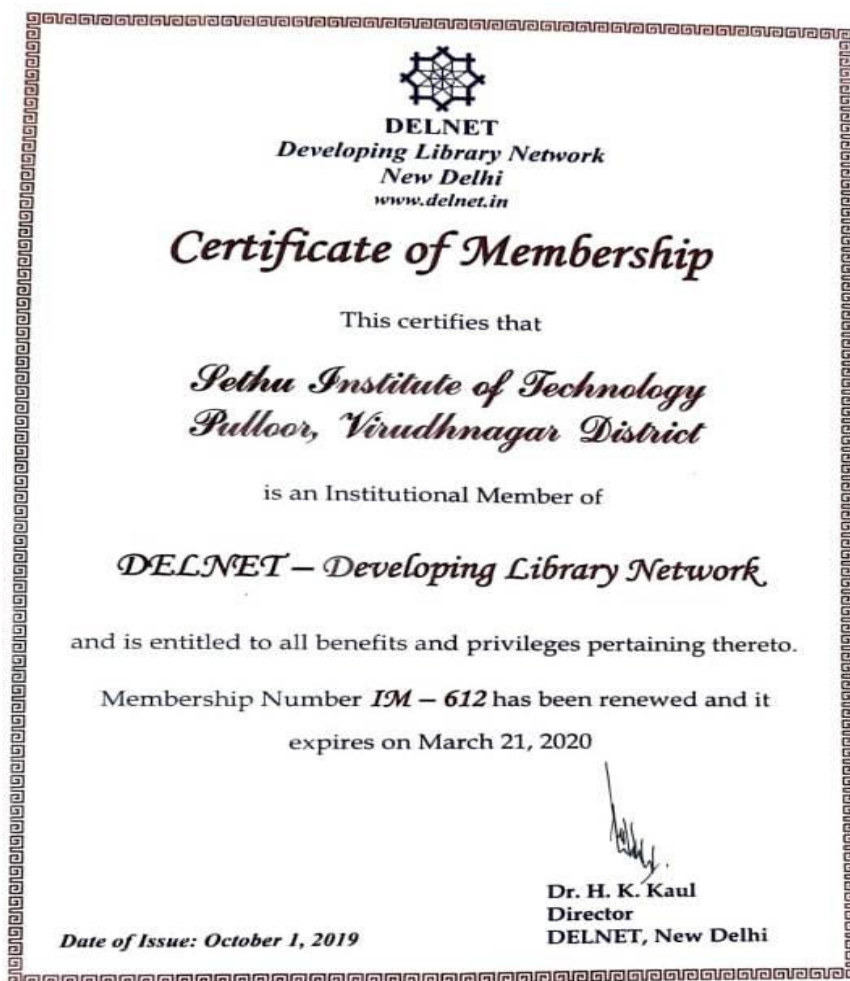 DELNET
Developing Library Network
New Delhi
www.delnet.in
Certificate of Membership
This certifies that
Sethu Institute of Technology
Pulloor, Virudhnagar District
is an Institutional Member of
DELNET – Developing Library Network
and is entitled to all benefits and privileges pertaining thereto.
Membership Number IM – 612 has been renewed and it
expires on March 21, 2020
Dr. H. K. Kaul
Director
DELNET, New Delhi
Date of Issue: October 1, 2019